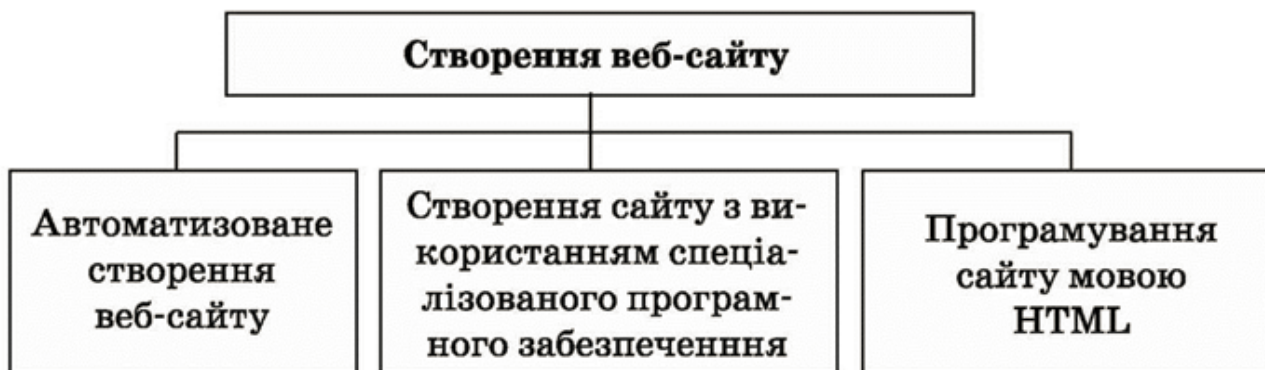 Створення веб-сайту
Автоматизоване
створення
веб-сайту
Створення сайту з ви-
користанням спеціа-
лізованого програм-
ного забезпеченння
Програмування
сайту мовою
HTML